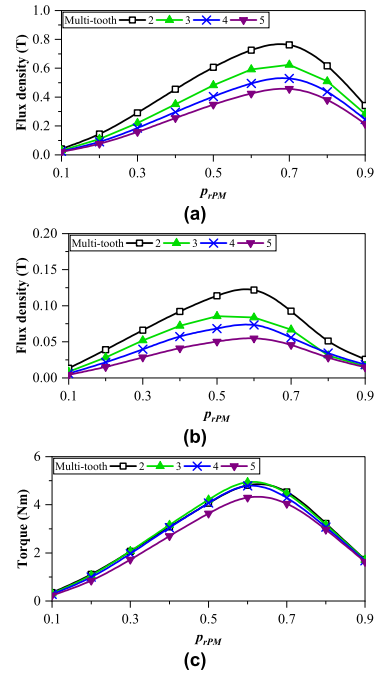 (a)
Multi-tooth 2 3 4 5
1.0
0.8
0.6
0.4
0.2
0.0
Flux density (T)
0.1 0.3 0.5 0.7 0.9
prPM
(a)
Multi-tooth 2 3 4 5
0.20
0.15
0.10
0.05
0.00
Flux density (T)
0.1 0.3 0.5 0.7 0.9
prPM
(b)
Multi-tooth 2 3 4 5
6
4
2
0
Torque (Nm)
0.1 0.3 0.5 0.7 0.9
prPM
(c)